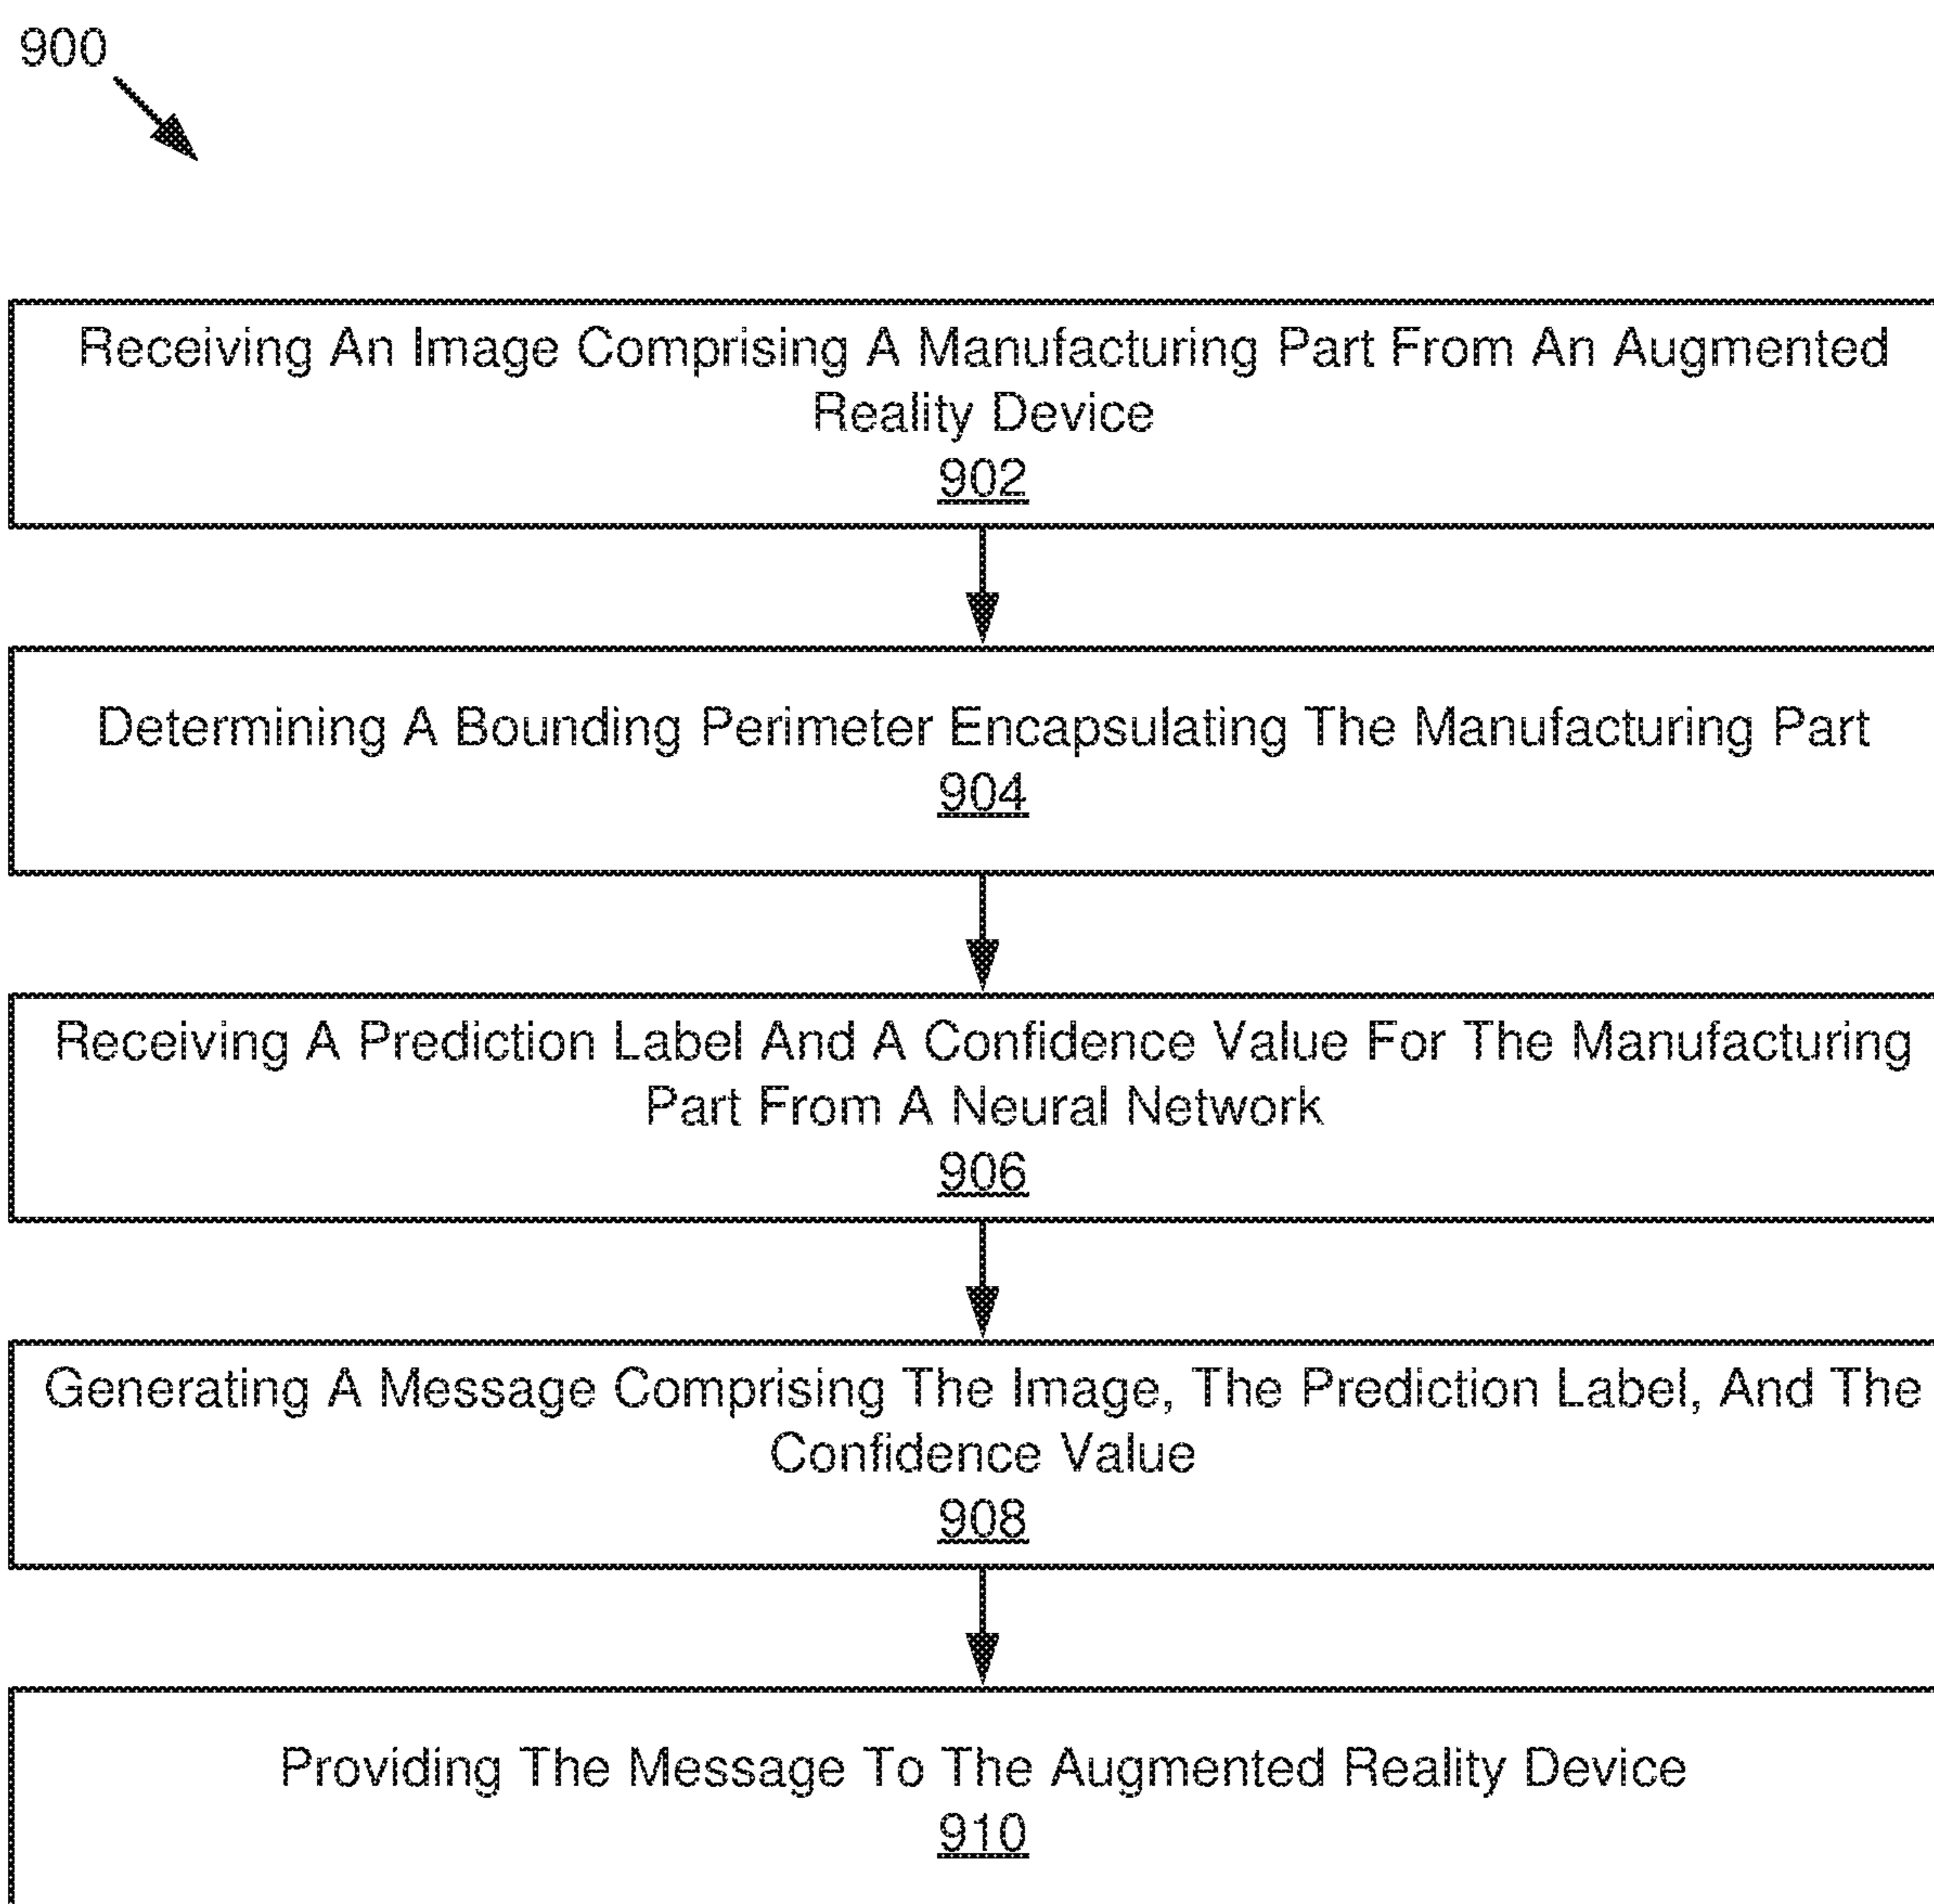 900
Receiving An Image Comprising A Manufacturing Part From An Augmented
Reality Device
902
Determining A Bounding Perimeter Encapsulating The Manufacturing Part
904
Receiving A Prediction Label And A Confidence Value For The Manufacturing
Part From A Neural Network
906
Generating A Message Comprising The Image, The Prediction Label, And The
Confidence Value
908
Providing The Message To The Augmented Reality Device
910